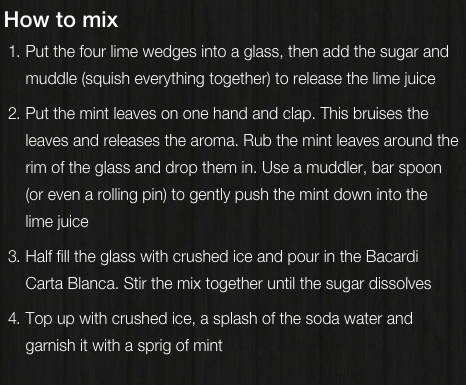 How to mix
1. Put the four lime wedges into a glass, then add the sugar and
muddle (squish everything together) to release the lime juice
2. Put the mint leaves on one hand and clap. This bruises the
leaves and releases the aroma. Rub the mint leaves around the
rim of the glass and drop them in. Use a muddler, bar spoon
(or even a rolling pin) to gently push the mint down into the
lime juice
3. Half fill the glass with crushed ice and pour in the Bacardi
Carta Blanca. Stir the mix together until the sugar dissolves
4. Top up with crushed ice, a splash of the soda water and
garnish it with a sprig of mint